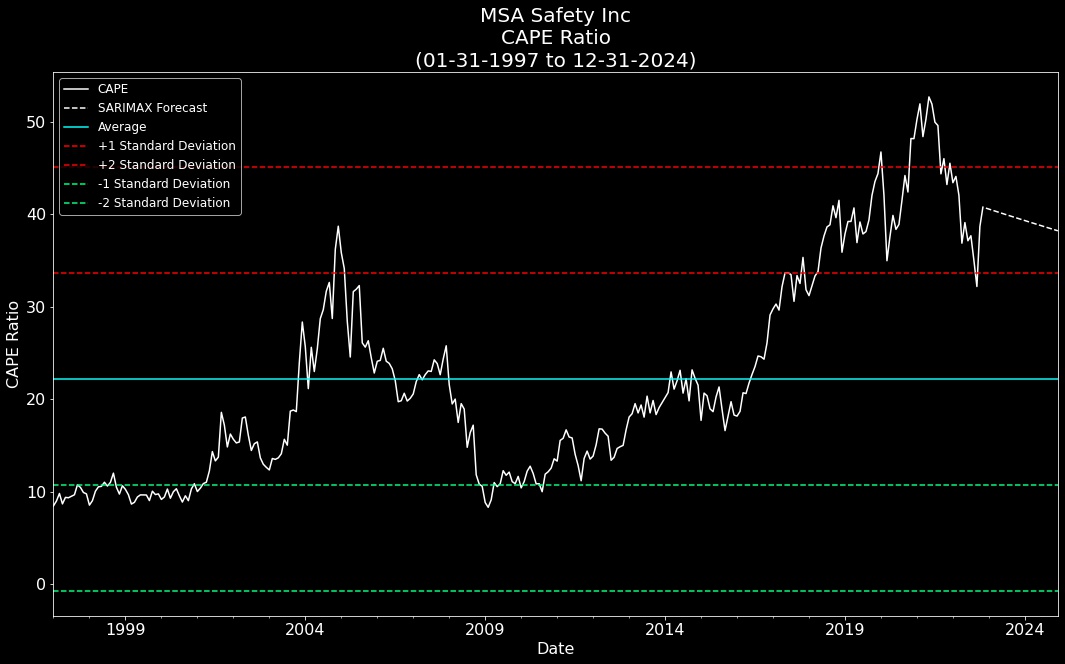 MSA Safety Inc
CAPE Ratio
(01-31-1997 to 12-31-2024)
CAPE
SARIMAX Forecast
Average
+1 Standard Deviation
+2 Standard Deviation
-1 Standard Deviation
-2 Standard Deviation
50
40
30
20
10
0
CAPE Ratio
1999 2004 2009 2014 2019 2024
Date